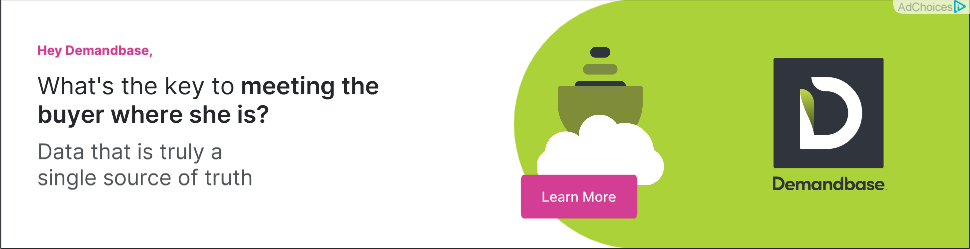 AdChoices
Hey Demandbase,
What's the key to meeting the
buyer where she is?
Data that is truly a
single source of truth
Learn More
D
Demandbase